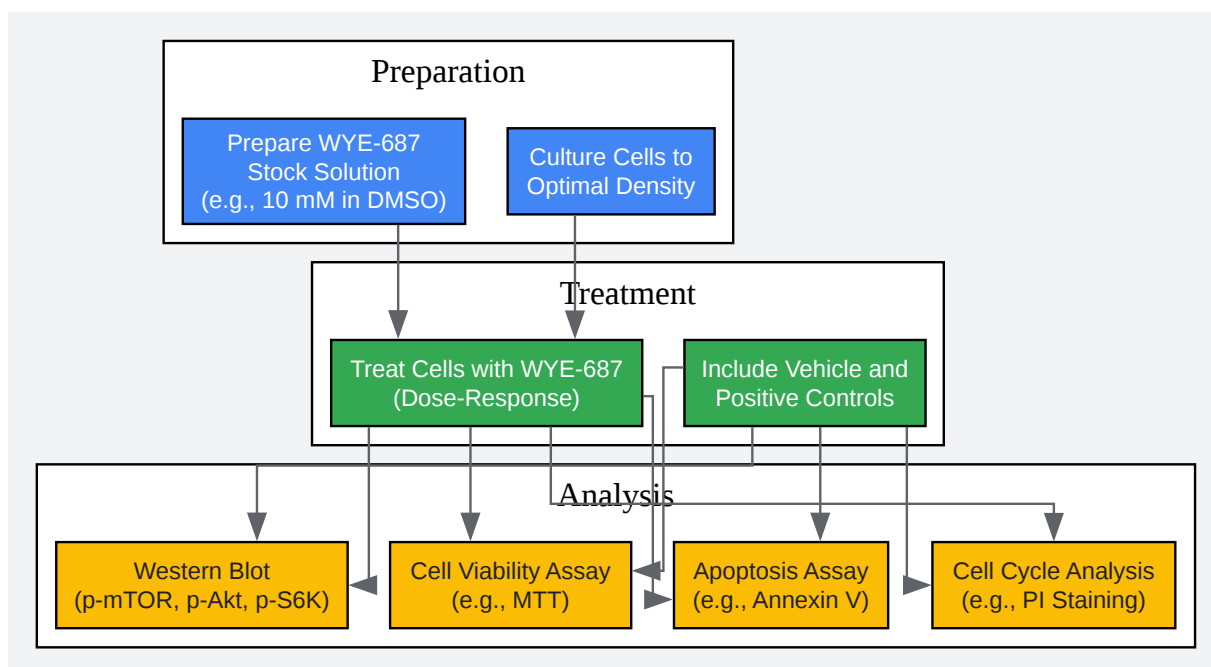 Preparation
Prepare WYE-687
Stock Solution
(e.g., 10 mM in DMSO)
Culture Cells to
Optimal Density
Treatment
Treat Cells with WYE-687
(Dose-Response)
Include Vehicle and
Positive Controls
Analysis
Western Blot
(p-mTOR, p-Akt, p-S6K)
Cell Viability Assay
(e.g., MTT)
Apoptosis Assay
(e.g., Annexin V)
Cell Cycle Analysis
(e.g., PI Staining)